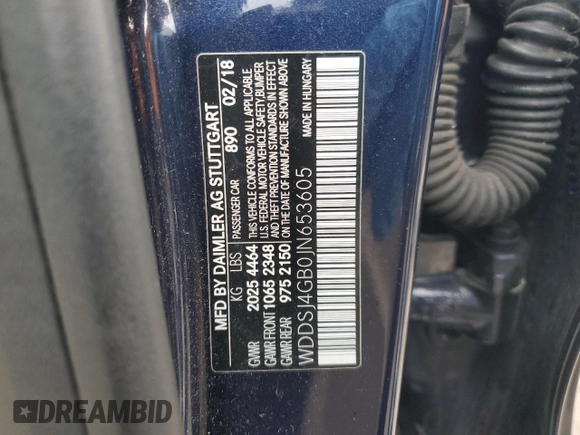 MFD BY DAIMLER AG STUTTGART
PASSENGER CAR 890 02/18
KG LBS
GVWR 2025 4464
GAWR FRONT 1065 2348
GAWR REAR 975 2150
THIS VEHICLE CONFORMS TO ALL APPLICABLE
U.S. FEDERAL MOTOR VEHICLE SAFETY, BUMPER
AND THEFT PREVENTION STANDARDS IN EFFECT
ON THE DATE OF MANUFACTURE SHOWN ABOVE
MADE IN HUNGARY
WDDSJ4GB0JN653605
DREAMBID